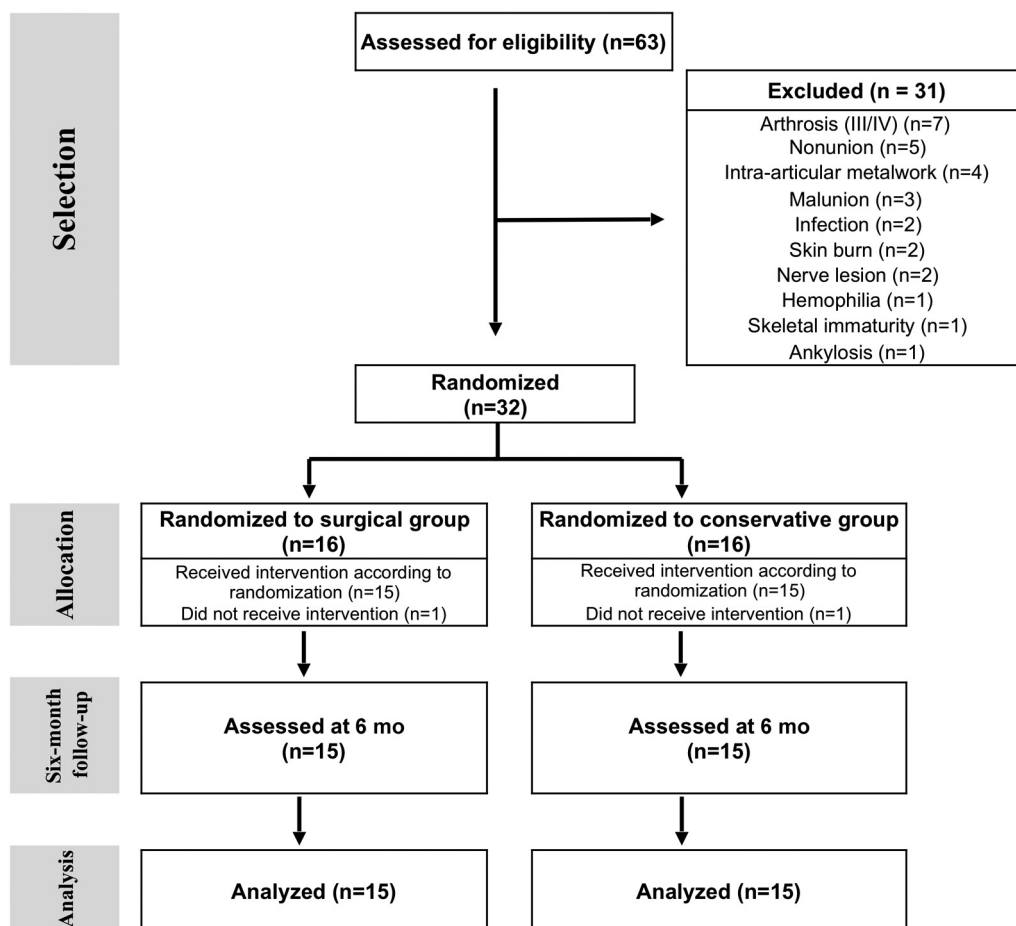 Selection
Assessed for eligibility (n=63)
Excluded (n = 31)
Arthrosis (III/IV) (n=7)
Nonunion (n=5)
Intra-articular metalwork (n=4)
Malunion (n=3)
Infection (n=2)
Skin burn (n=2)
Nerve lesion (n=2)
Hemophilia (n=1)
Skeletal immaturity (n=1)
Ankylosis (n=1)
Randomized
(n=32)
Allocation
Randomized to surgical group
(n=16)
Received intervention according to
randomization (n=15)
Did not receive intervention (n=1)
Randomized to conservative group
(n=16)
Received intervention according to
randomization (n=15)
Did not receive intervention (n=1)
Six-month
follow-up
Assessed at 6 mo
(n=15)
Assessed at 6 mo
(n=15)
Analysis
Analyzed (n=15)
Analyzed (n=15)